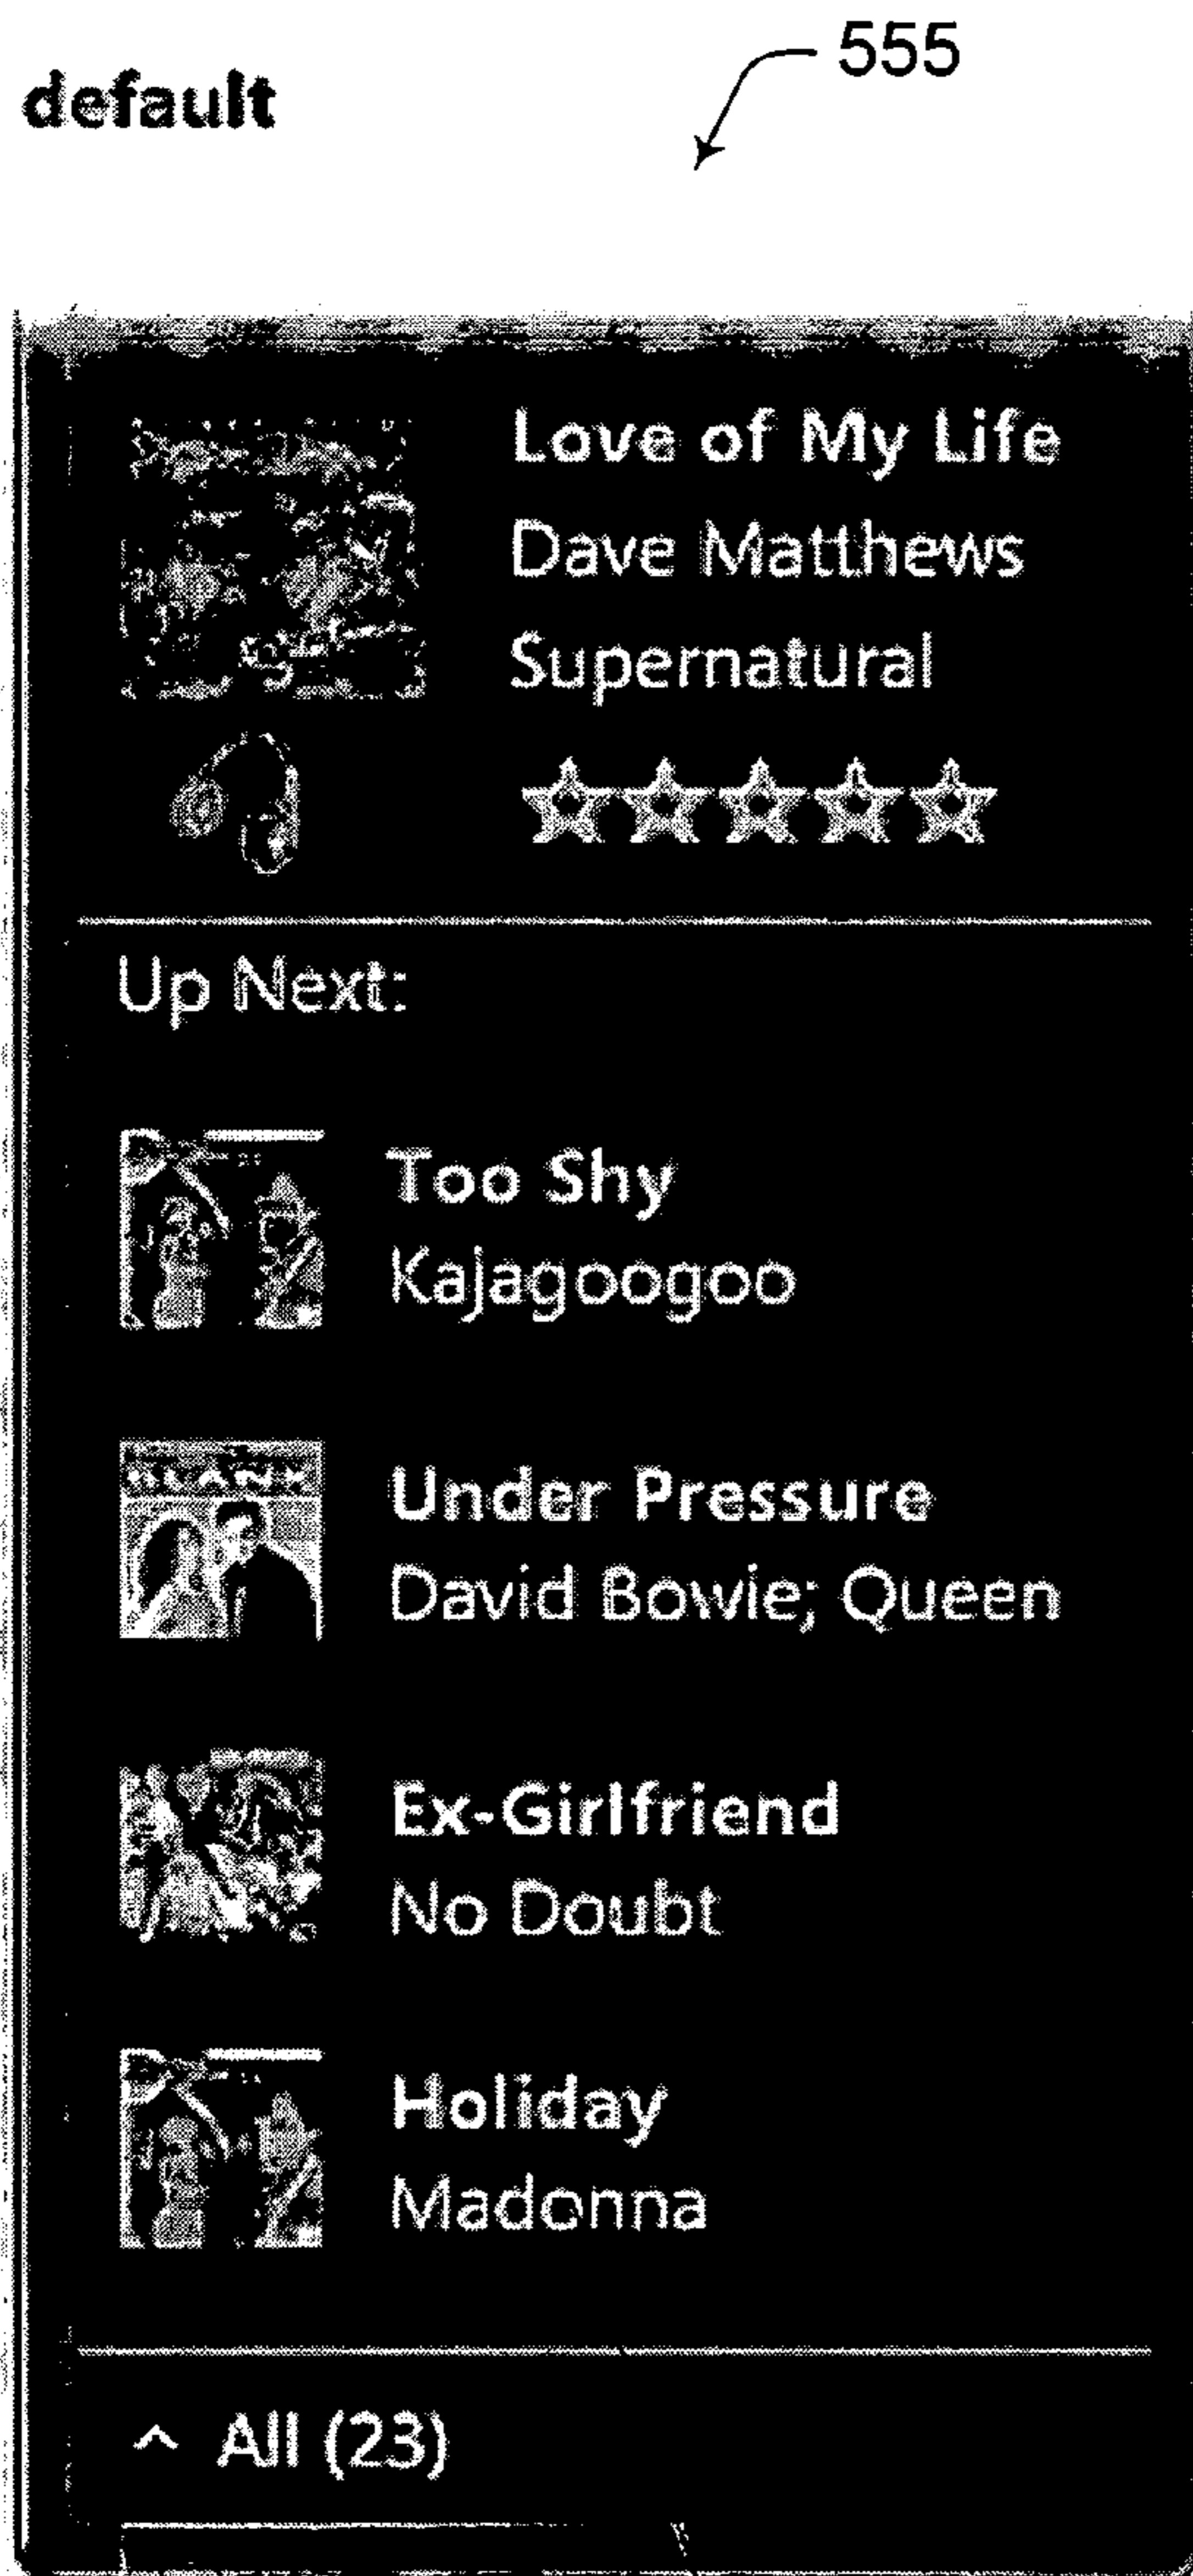 555
default
Love of My Life
Dave Matthews
Supernatural
Up Next:
Too Shy
Kajagoogoo
BLANK
Under Pressure
David Bowie; Queen
Ex-Girlfriend
No Doubt
Holiday
Madonna
^ All (23)